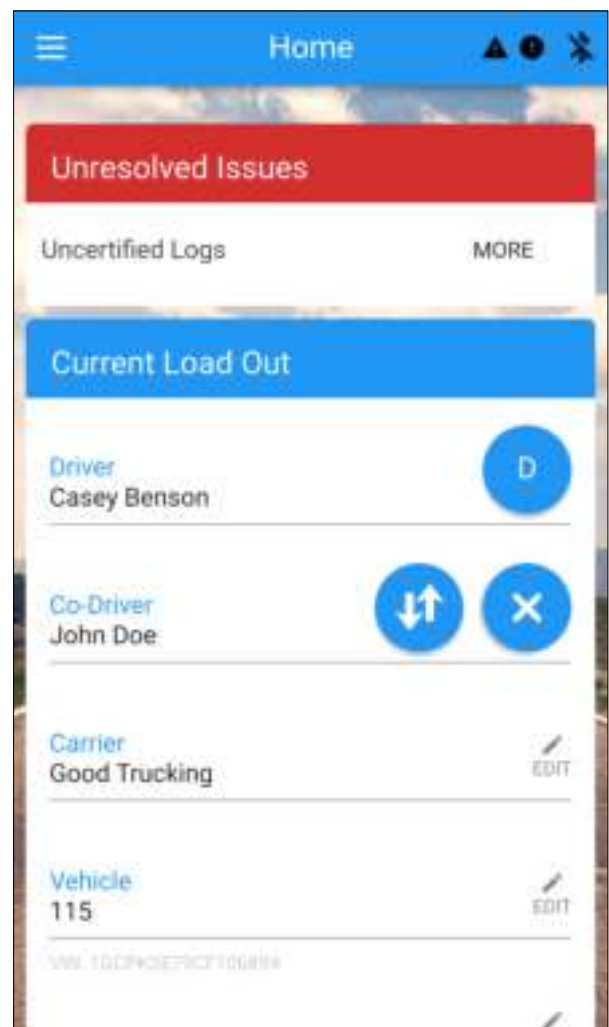 Home
Unresolved Issues
Uncertified Logs MORE
Current Load Out
Driver
D
Casey Benson
Co-Driver
John Doe
Carrier
Good Trucking
EDIT
Vehicle
115
EDIT
VIN: